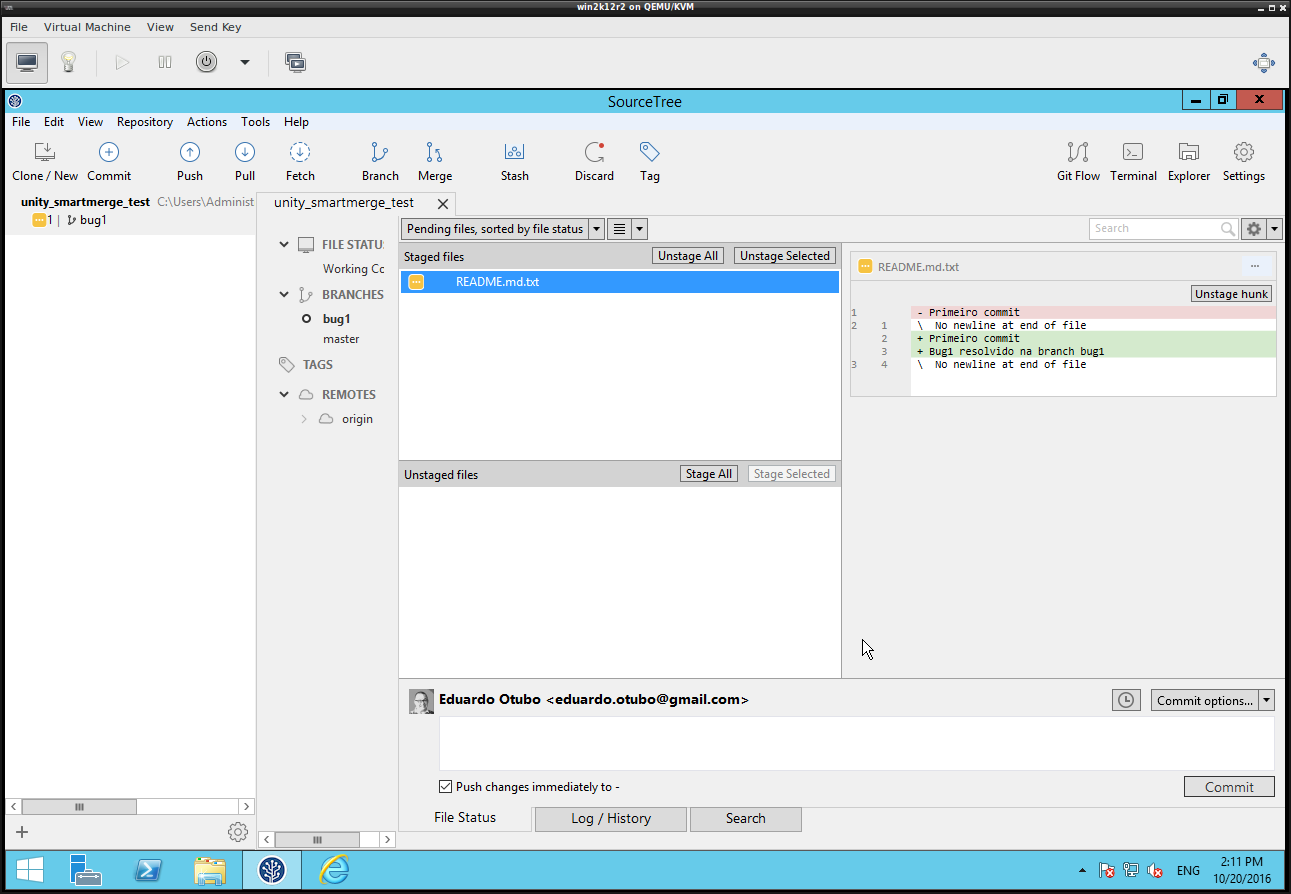 win2k12r2 on QEMU/KVM
File Virtual Machine View Send Key
SourceTree
File Edit View Repository Actions Tools Help
Clone / New Commit Push Pull Fetch Branch Merge Stash Discard Tag Git Flow Terminal Explorer Settings
unity_smartmerge_test C:\Users\Administ
1 | bug1
unity_smartmerge_test
FILE STATU
Working Cc
BRANCHES
bug1
master
TAGS
REMOTES
origin
Pending files, sorted by file status
Search
Staged files Unstage All Unstage Selected
README.md.txt
Unstaged files Stage All Stage Selected
README.md.txt
Unstage hunk
1 - Primeiro commit
2 1 \ No newline at end of file
2 + Primeiro commit
3 + Bug1 resolvido na branch bug1
3 4 \ No newline at end of file
Eduardo Otubo <eduardo.otubo@gmail.com>
Commit options...
Push changes immediately to -
Commit
File Status Log / History Search
ENG
2:11 PM
10/20/2016